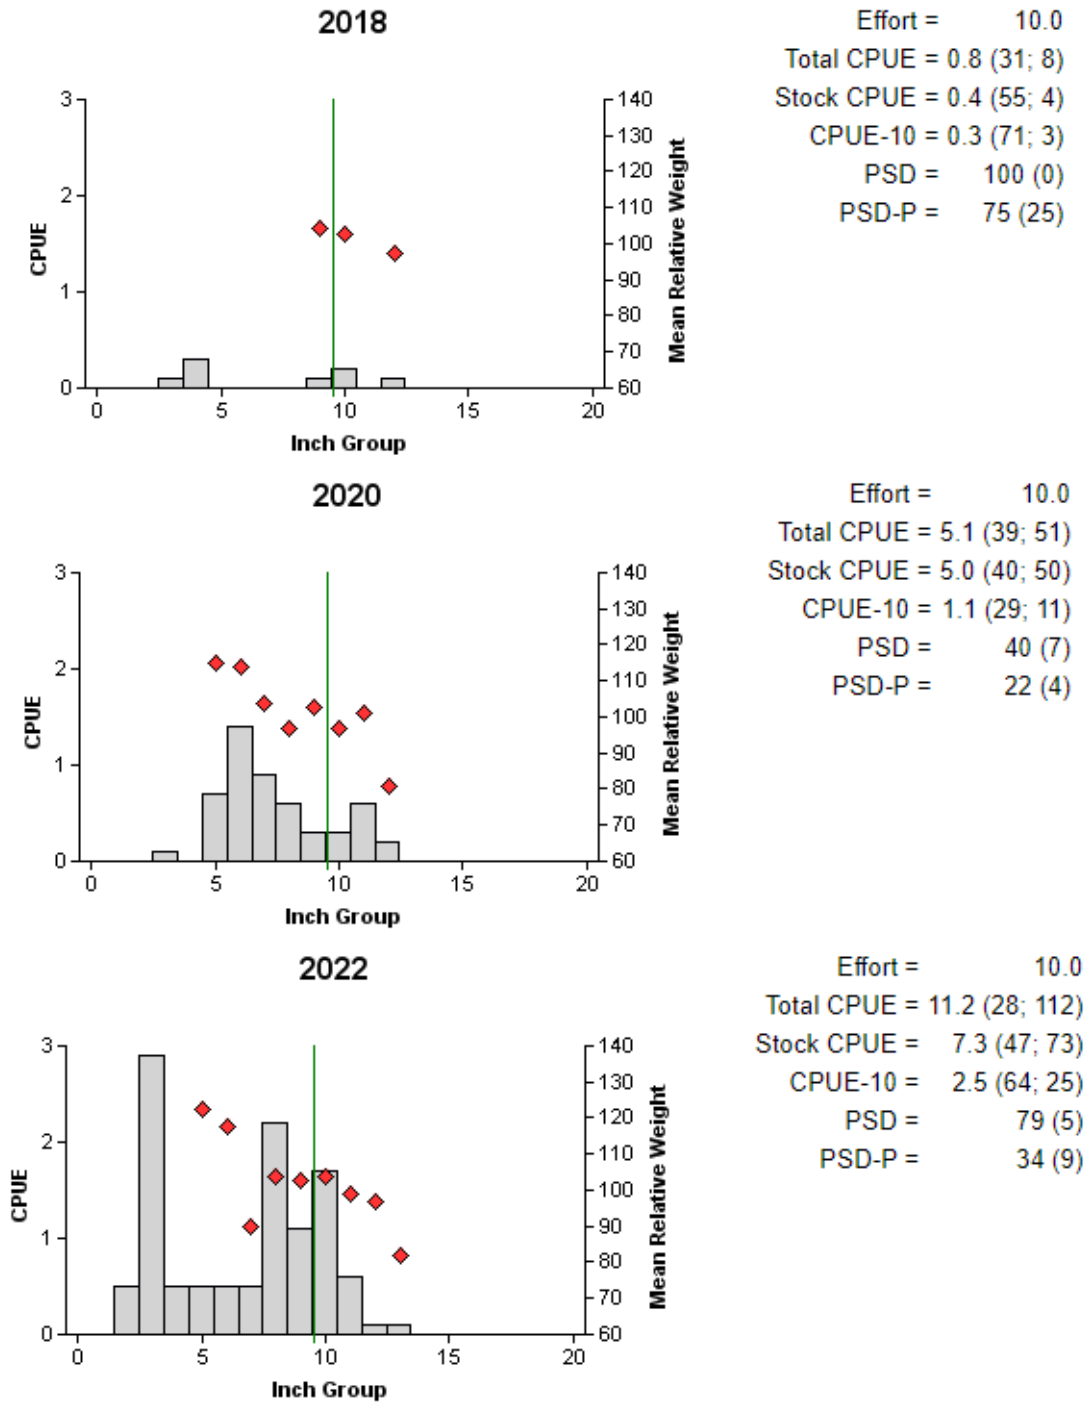 2018
Effort = 10.0
Total CPUE = 0.8 (31; 8)
Stock CPUE = 0.4 (55; 4)
CPUE-10 = 0.3 (71; 3)
PSD = 100 (0)
PSD-P = 75 (25)
3
2
1
0
CPUE
140
130
120
110
100
90
80
70
60
Mean Relative Weight
0 5 10 15 20
Inch Group
2020
Effort = 10.0
Total CPUE = 5.1 (39; 51)
Stock CPUE = 5.0 (40; 50)
CPUE-10 = 1.1 (29; 11)
PSD = 40 (7)
PSD-P = 22 (4)
3
2
1
0
CPUE
140
130
120
110
100
90
80
70
60
Mean Relative Weight
0 5 10 15 20
Inch Group
2022
Effort = 10.0
Total CPUE = 11.2 (28; 112)
Stock CPUE = 7.3 (47; 73)
CPUE-10 = 2.5 (64; 25)
PSD = 79 (5)
PSD-P = 34 (9)
3
2
1
0
CPUE
140
130
120
110
100
90
80
70
60
Mean Relative Weight
0 5 10 15 20
Inch Group